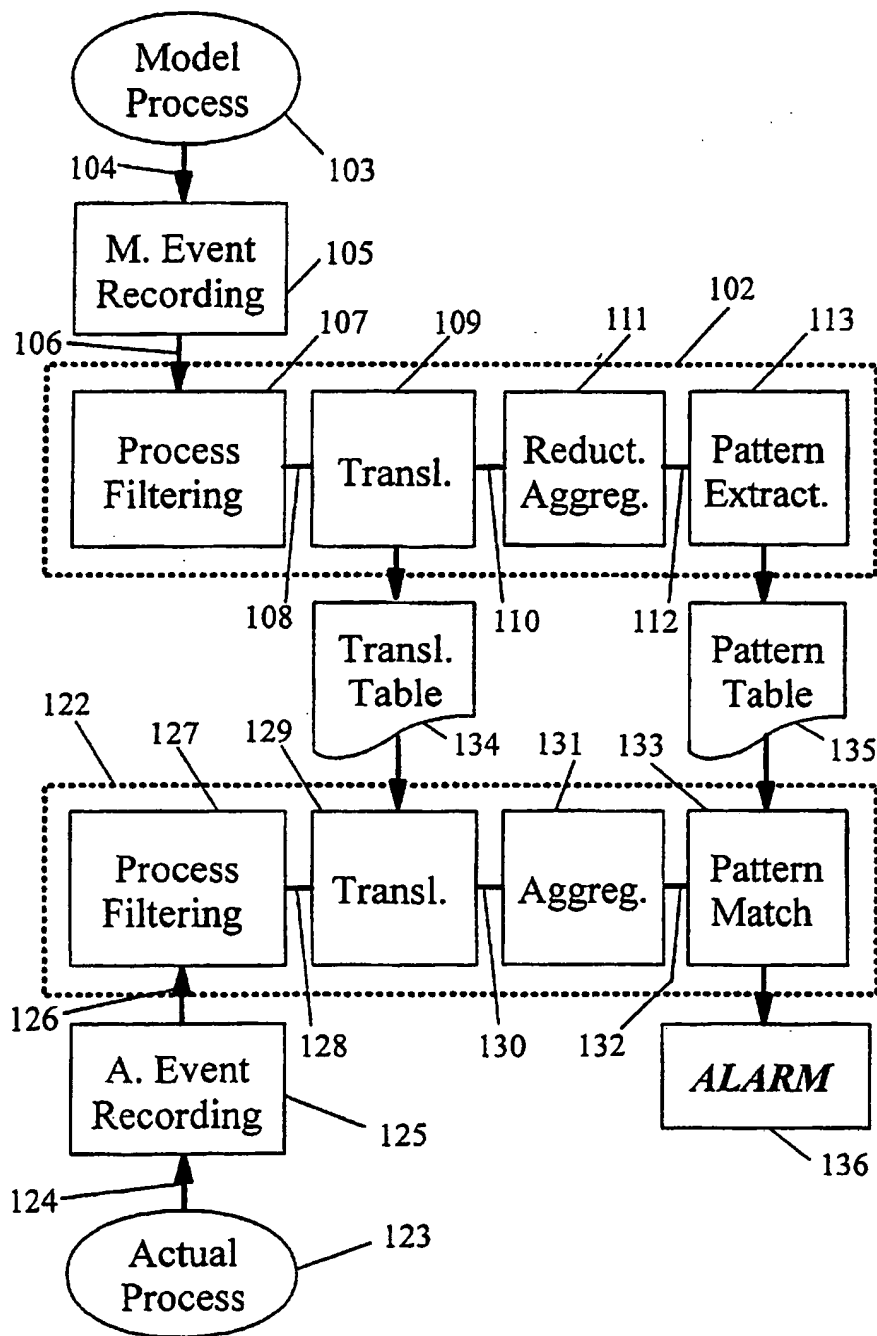 Model
Process
104
103
M. Event
Recording
105
106
107
109
111
102
113
Process
Filtering
Transl.
Reduct.
Aggreg.
Pattern
Extract.
108
110
112
Transl.
Table
Pattern
Table
122
127
129
134
131
133
135
Process
Filtering
Transl.
Aggreg.
Pattern
Match
126
128
130
132
A. Event
Recording
125
ALARM
136
124
Actual
Process
123